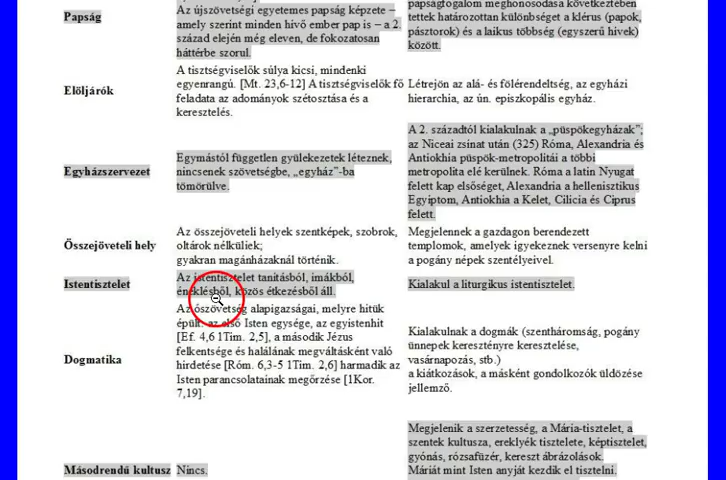 papságfogalom meghonosodása következtében
Papság
Az újszövetségi egyetemes papság képzete –
amely szerint minden hívő ember pap is – a 2.
század elején még eleven, de fokozatosan
háttérbe szorul.
tettek határozottan különbséget a klérus (papok,
pásztorok) és a laikus többség (egyszerű hívek)
között.
Elöljárók
A tisztségviselők súlya kicsi, mindenki
egyenrangú. [Mt. 23,6-12] A tisztségviselők fő
feladata az adományok szétosztása és a
keresztelés.
Létrejön az alá- és fölérendeltség, az egyházi
hierarchia, az ún. episzkopális egyház.
Egyházszervezet
Egymástól független gyülekezetek léteznek,
nincsenek szövetségbe, „egyház”-ba
tömörülve.
A 2. századtól kialakulnak a „püspökegyházak”;
az Niceai zsinat után (325) Róma, Alexandria és
Antiokhia püspök-metropolitái a többi
metropolita elé kerülnek. Róma a latin Nyugat
felett kap elsőséget, Alexandria a hellenisztikus
Egyiptom, Antiokhia a Kelet, Cilicia és Ciprus
felett.
Összejöveteli hely
Az összejöveteli helyek szentképek, szobrok,
oltárok nélküliek;
gyakran magánházaknál történik.
Megjelennek a gazdagon berendezett
templomok, amelyek igyekeznek versenyre kelni
a pogány népek szentélyeivel.
Istentisztelet
Az istentisztelet tanításból, imákból,
éneklésből, közös étkezésből áll.
Kialakul a liturgikus istentisztelet.
Dogmatika
Az ószövetség alapigazságai, melyre hitük
épült: az első Isten egysége, az egyistenhit
[Ef. 4,6 1Tim. 2,5], a második Jézus
felkentsége és halálának megváltásként való
hirdetése [Róm. 6,3-5 1Tim. 2,6] harmadik az
Isten parancsolatainak megőrzése [1Kor.
7,19].
Kialakulnak a dogmák (szentháromság, pogány
ünnepek keresztényre keresztelése,
vasárnapozás, stb.)
a kiátkozások, a másként gondolkozók üldözése
jellemző.
Másodrendű kultusz
Nincs.
Megjelenik a szerzetesség, a Mária-tisztelet, a
szentek kultusza, ereklyék tisztelete, képtisztelet,
gyónás, rózsafüzér, kereszt ábrázolások.
Máriát mint Isten anyját kezdik el tisztelni.